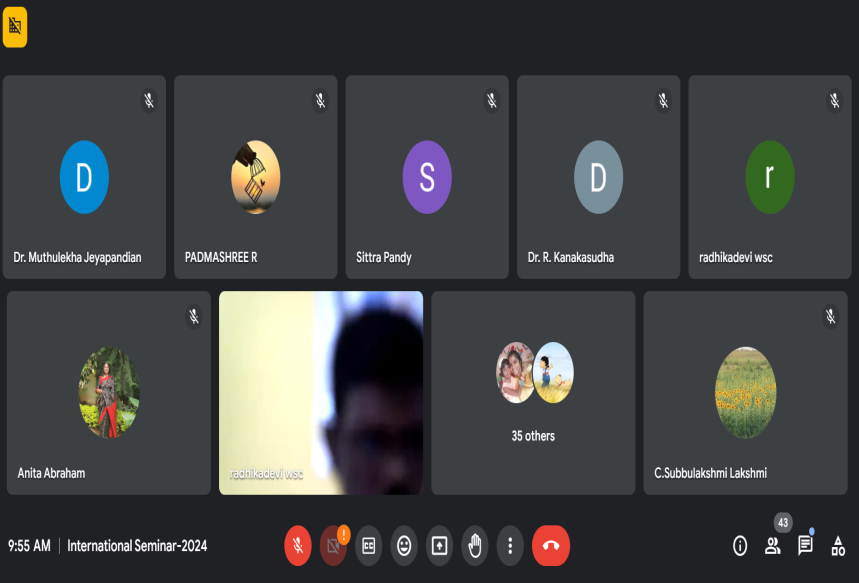 D
S
D
r
Dr. Muthulekha Jeyapandian
PADMASHREE R
Sittra Pandy
Dr. R. Kanakasudha
radhikadevi wsc
35 others
Anita Abraham
radhikadevi wsc
C.Subbulakshmi Lakshmi
43
9:55 AM | International Seminar-2024
!
CC